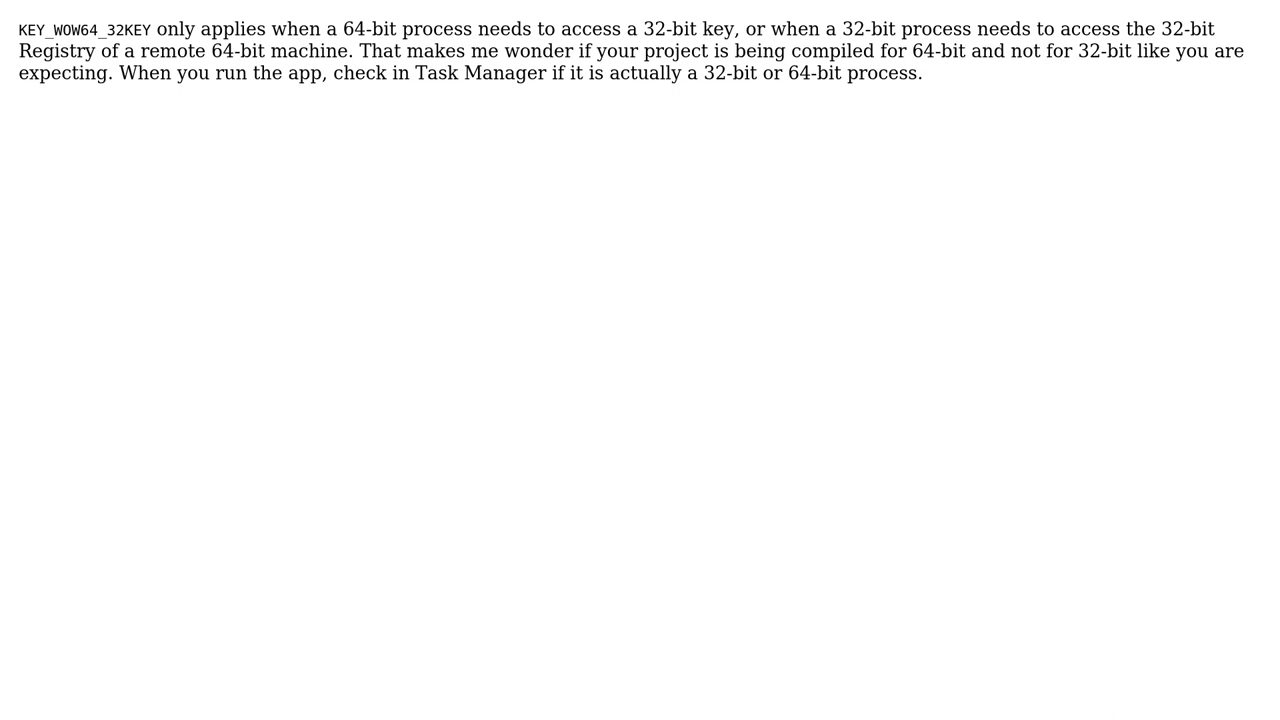 KEY_WOW64_32KEY only applies when a 64-bit process needs to access a 32-bit key, or when a 32-bit process needs to access the 32-bit
Registry of a remote 64-bit machine. That makes me wonder if your project is being compiled for 64-bit and not for 32-bit like you are
expecting. When you run the app, check in Task Manager if it is actually a 32-bit or 64-bit process.